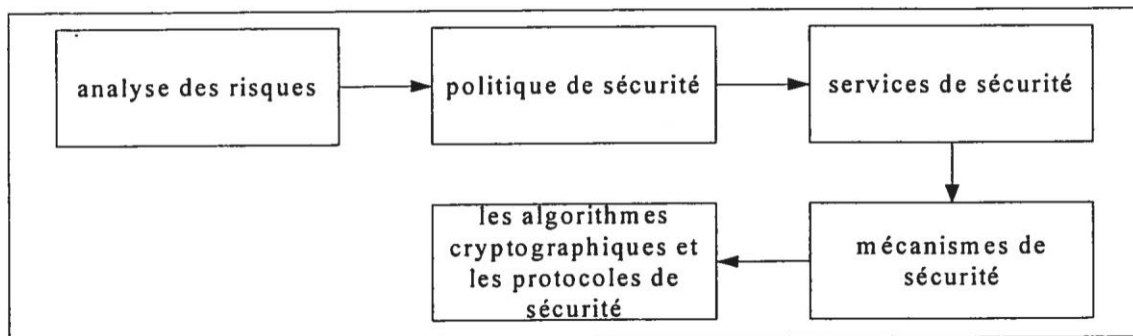 analyse des risques
politique de sécurité
services de sécurité
les algorithmes
cryptographiques et
les protocoles de
sécurité
mécanismes de
sécurité